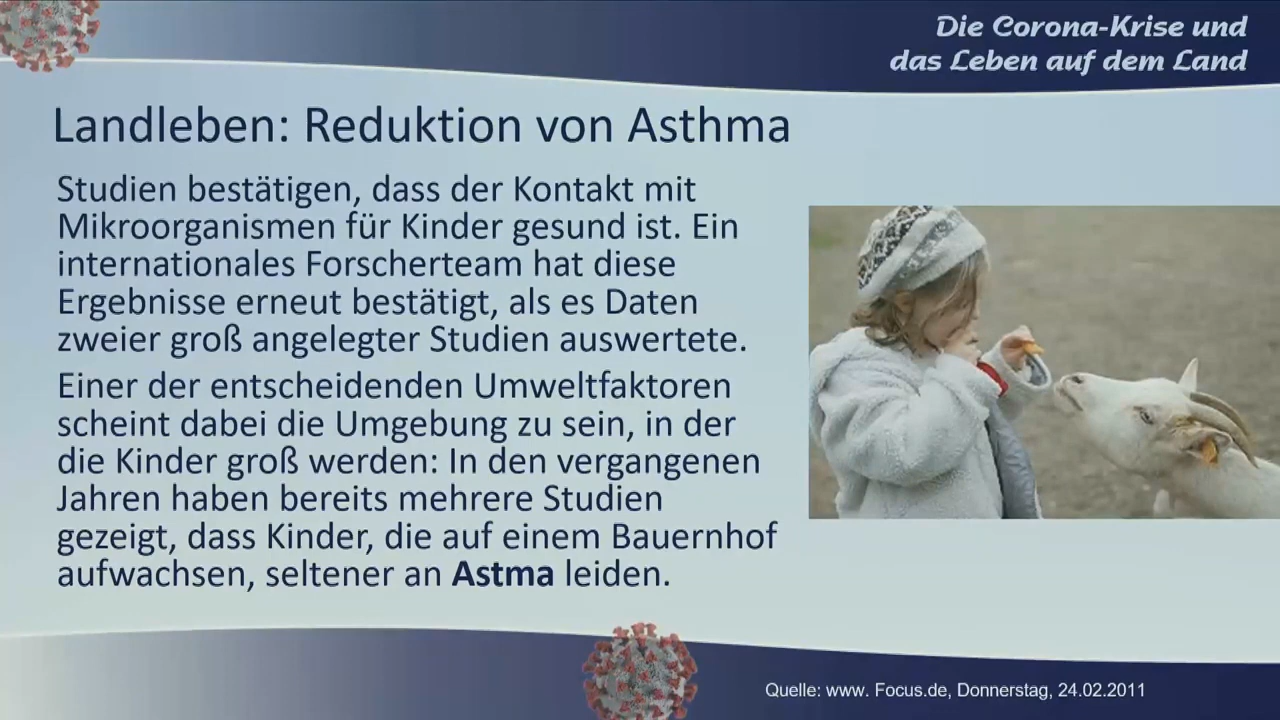 Die Corona-Krise und
das Leben auf dem Land
Landleben: Reduktion von Asthma
Studien bestätigen, dass der Kontakt mit
Mikroorganismen für Kinder gesund ist. Ein
internationales Forscherteam hat diese
Ergebnisse erneut bestätigt, als es Daten
zweier groß angelegter Studien auswertete.
Einer der entscheidenden Umweltfaktoren
scheint dabei die Umgebung zu sein, in der
die Kinder groß werden: In den vergangenen
Jahren haben bereits mehrere Studien
gezeigt, dass Kinder, die auf einem Bauernhof
aufwachsen, seltener an Astma leiden.
Quelle: www. Focus.de, Donnerstag, 24.02.2011